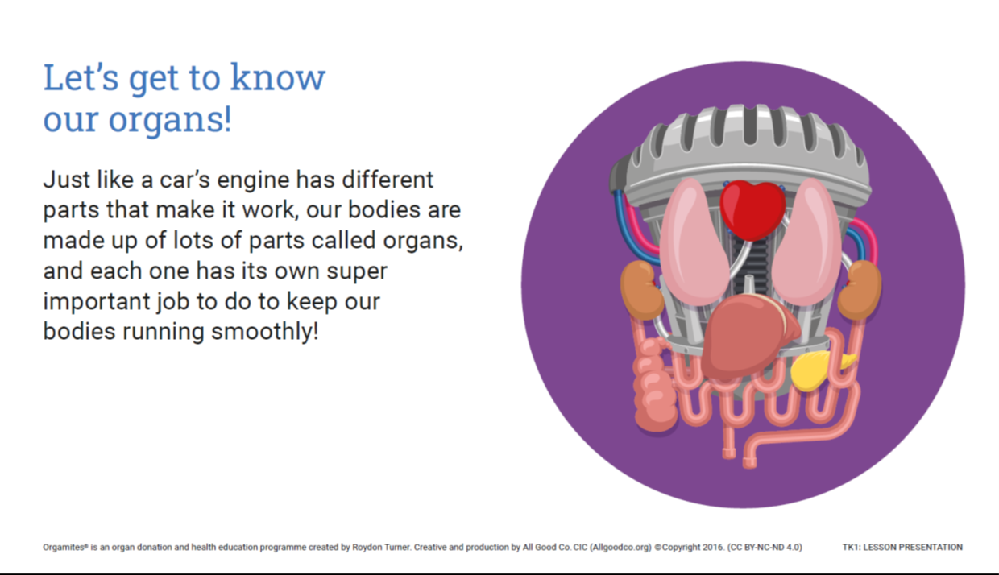 Let's get to know
our organs!
Just like a car's engine has different
parts that make it work, our bodies are
made up of lots of parts called organs,
and each one has its own super
important job to do to keep our
bodies running smoothly!
Orgamites® is an organ donation and health education programme created by Roydon Turner. Creative and production by All Good Co. CIC (Allgoodco.org) ©Copyright 2016. (CC BY-NC-ND 4.0)
TK1: LESSON PRESENTATION